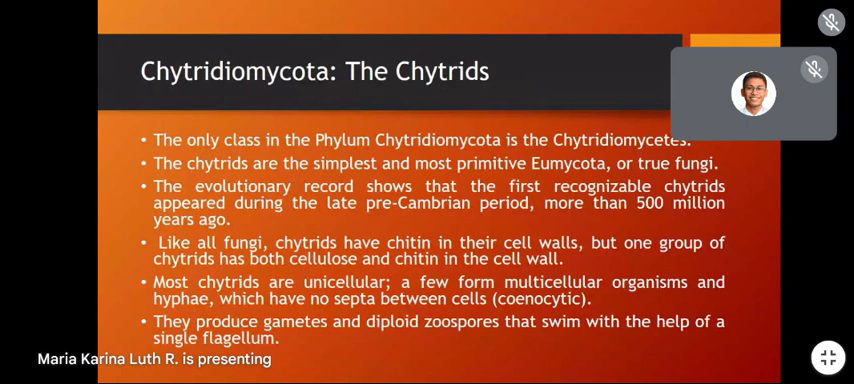 Chytridiomycota: The Chytrids
• The only class in the Phylum Chytridiomycota is the Chytridiomycetes.
• The chytrids are the simplest and most primitive Eumycota, or true fungi.
• The evolutionary record shows that the first recognizable chytrids
appeared during the late pre-Cambrian period, more than 500 million
years ago.
• Like all fungi, chytrids have chitin in their cell walls, but one group of
chytrids has both cellulose and chitin in the cell wall.
• Most chytrids are unicellular; a few form multicellular organisms and
hyphae, which have no septa between cells (coenocytic).
• They produce gametes and diploid zoospores that swim with the help of a
single flagellum.
Maria Karina Luth R. is presenting